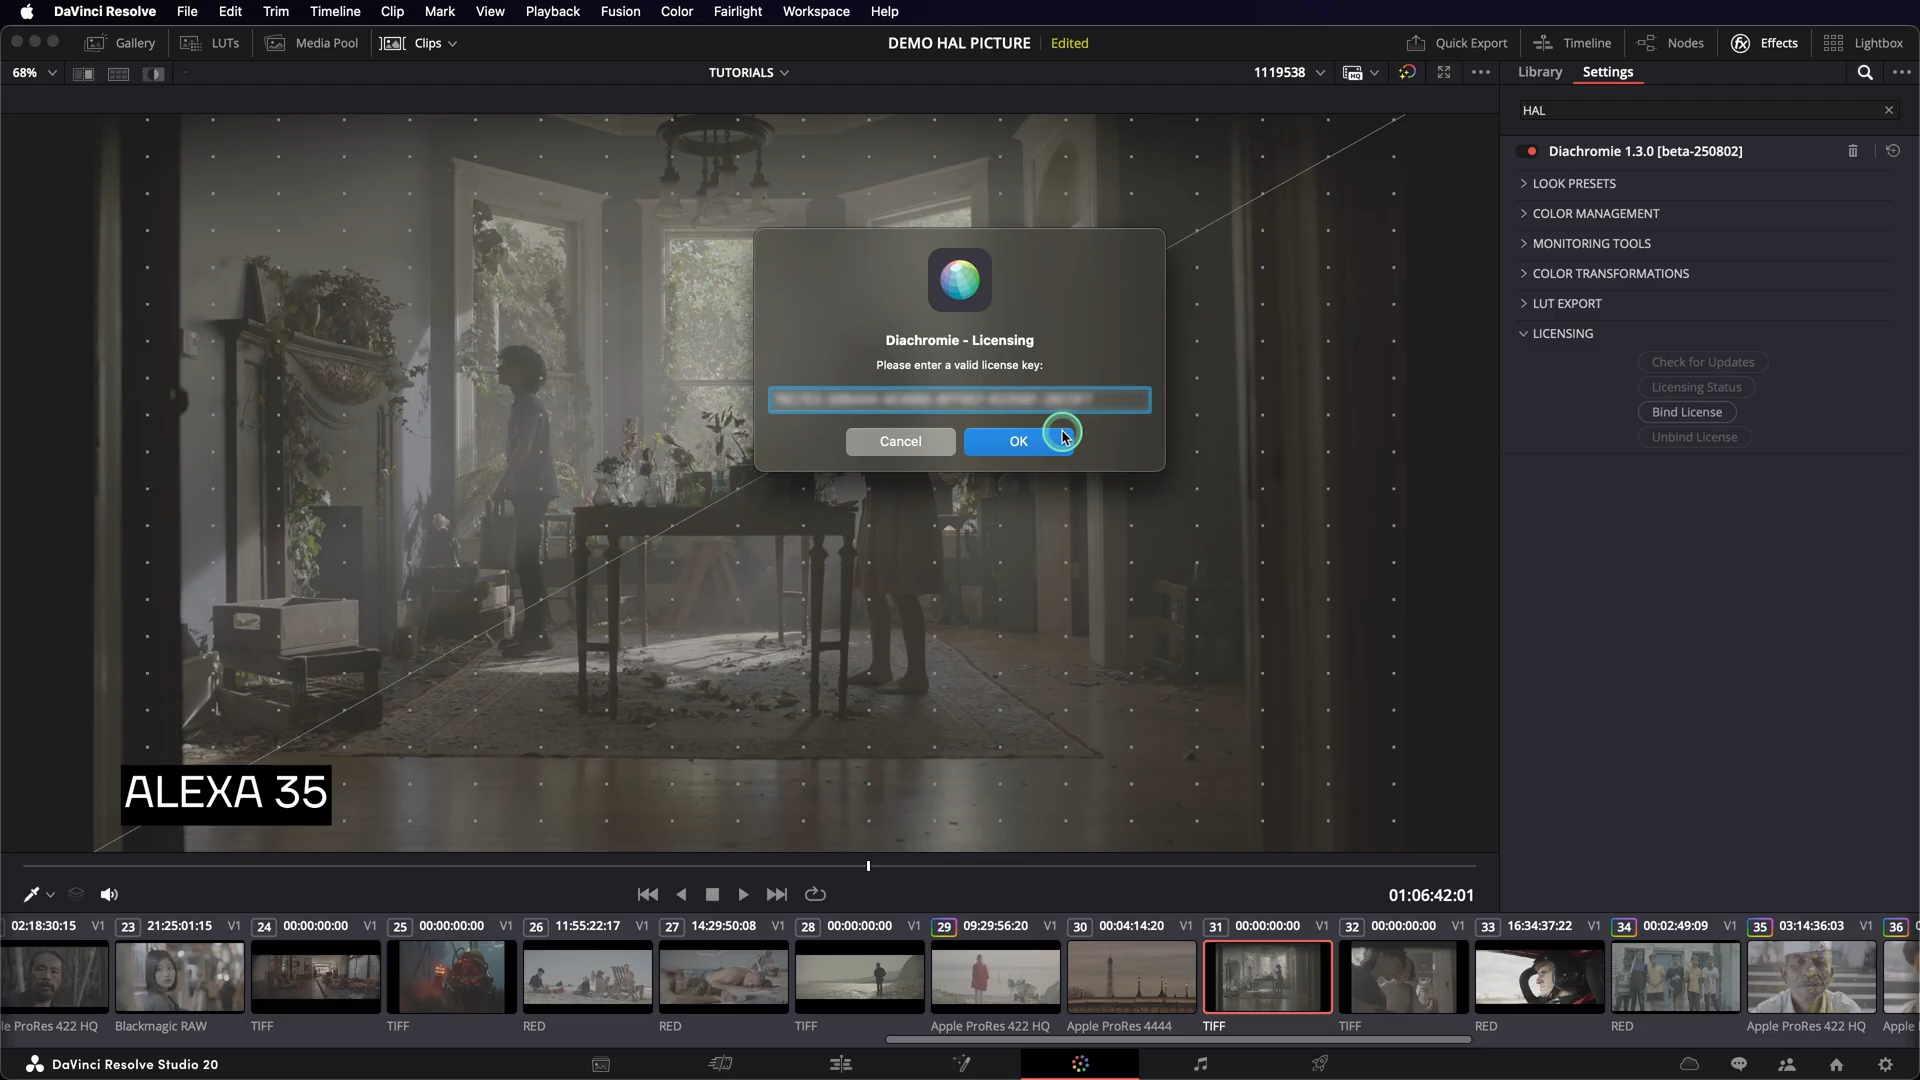 DaVinci Resolve File Edit Trim Timeline Clip Mark View Playback Fusion Color Fairlight Workspace Help
Gallery LUTs Media Pool Clips DEMO HAL PICTURE Edited Quick Export Timeline Nodes Effects Lightbox
68% TUTORIALS 1119538 HQ Library Settings
HAL
Diachromie 1.3.0 [beta-250802]
LOOK PRESETS
COLOR MANAGEMENT
MONITORING TOOLS
COLOR TRANSFORMATIONS
LUT EXPORT
LICENSING
Check for Updates
Licensing Status
Bind License
Unbind License
Diachromie - Licensing
Please enter a valid license key:
Cancel OK
ALEXA 35
01:06:42:01
02:18:30:15 V1 23 21:25:01:15 V1 24 00:00:00:00 V1 25 00:00:00:00 V1 26 11:55:22:17 V1 27 14:29:50:08 V1 28 00:00:00:00 V1 29 09:29:56:20 V1 30 00:04:14:20 V1 31 00:00:00:00 V1 32 00:00:00:00 V1 33 16:34:37:22 V1 34 00:02:49:09 V1 35 03:14:36:03 V1 36
le ProRes 422 HQ Blackmagic RAW TIFF TIFF RED RED TIFF Apple ProRes 422 HQ Apple ProRes 4444 TIFF TIFF RED RED Apple ProRes 422 HQ Apple
DaVinci Resolve Studio 20